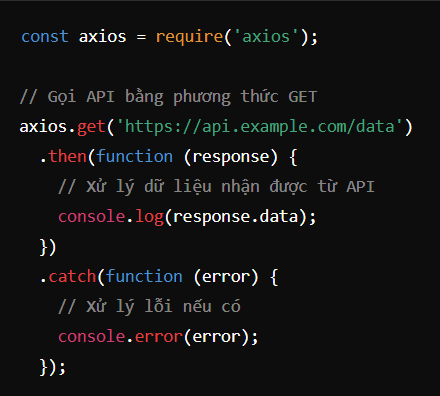 const axios = require('axios');
// Gọi API bằng phương thức GET
axios.get('https://api.example.com/data')
.then(function (response) {
// Xử lý dữ liệu nhận được từ API
console.log(response.data);
})
.catch(function (error) {
// Xử lý lỗi nếu có
console.error(error);
});